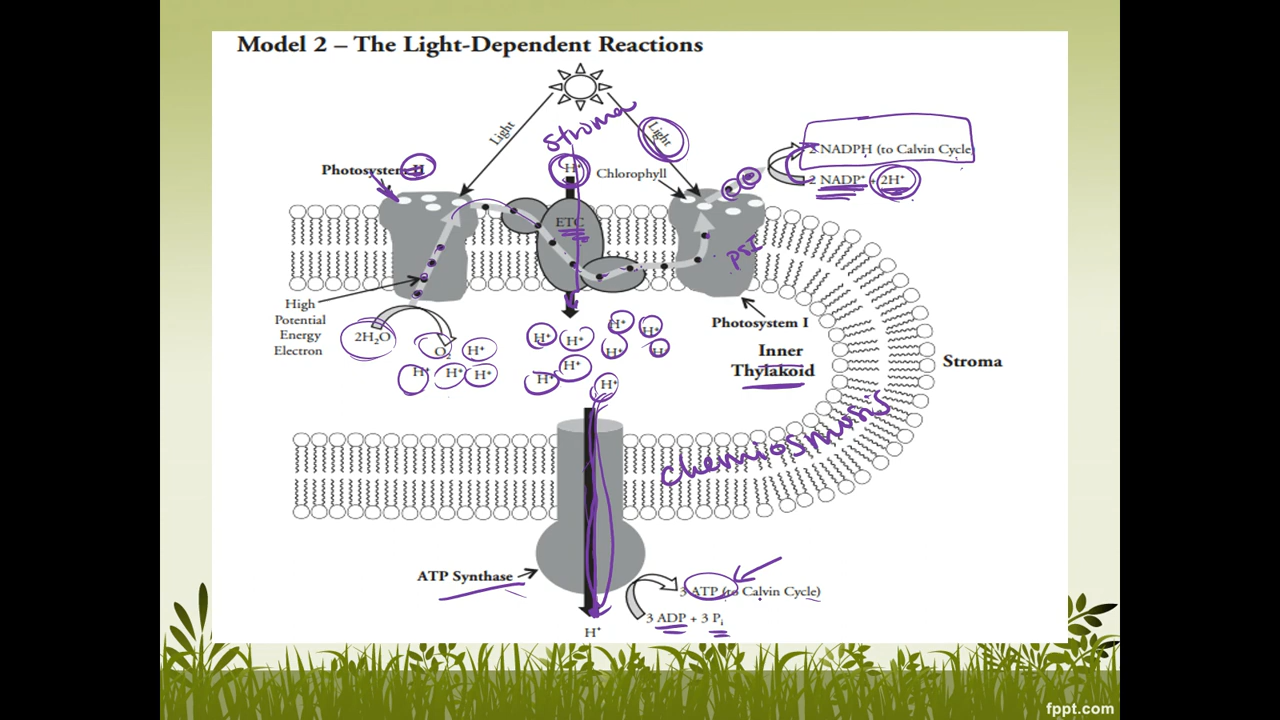 Model 2 – The Light-Dependent Reactions
Light
stroma
Light
2 NADPH (to Calvin Cycle)
Photosystem II
H⁺
Chlorophyll
2 NADP⁺ + 2H⁺
ETC
PSI
High
Potential
Energy
Electron
2H₂O
O₂
H⁺
H⁺
H⁺
H⁺
H⁺
H⁺
H⁺
H⁺
H⁺
Photosystem I
Inner
Thylakoid
Stroma
H⁺
H⁺
H⁺
H⁺
H⁺
chemiosmosis
ATP Synthase
3 ATP (to Calvin Cycle)
3 ADP + 3 Pᵢ
H⁺
fppt.com